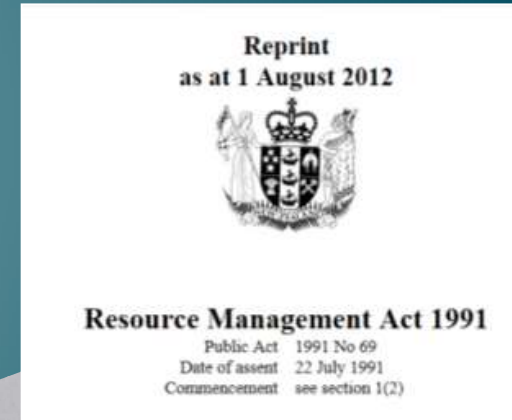 Reprint
as at 1 August 2012
Resource Management Act 1991
Public Act 1991 No 69
Date of assent 22 July 1991
Commencement see section 1(2)